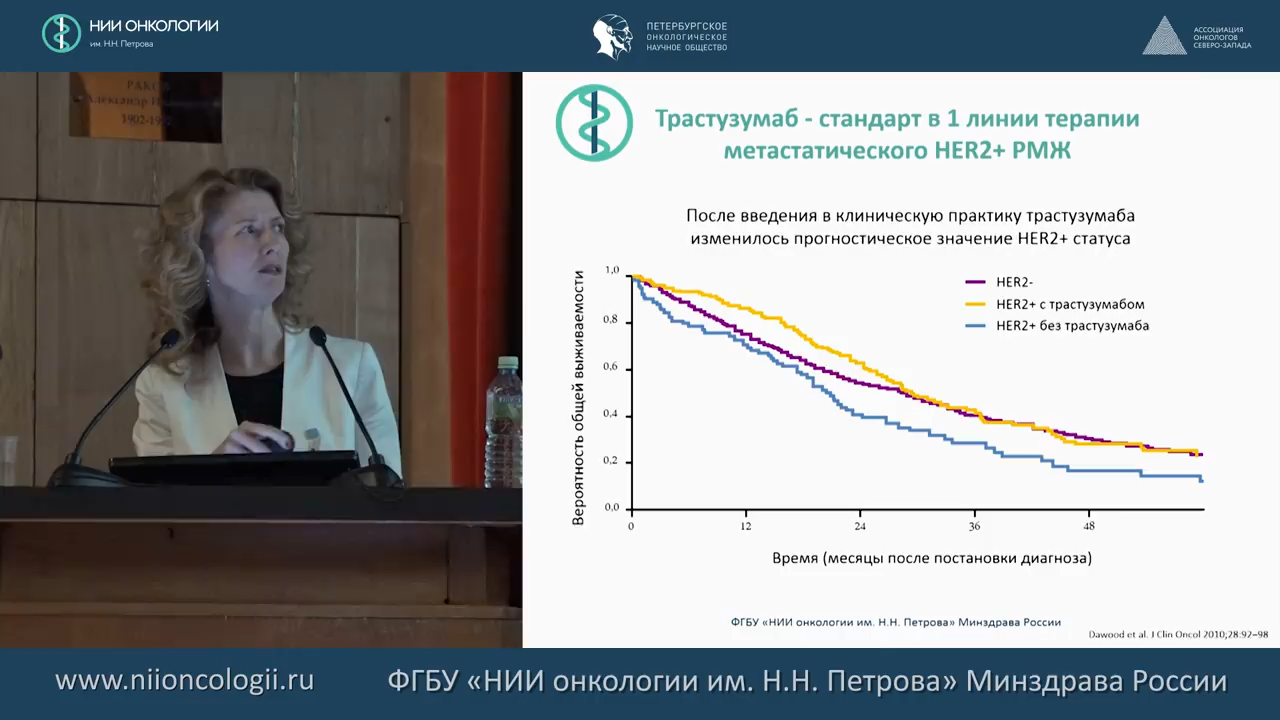 НИИ ОНКОЛОГИИ
им. Н.Н. Петрова
ПЕТЕРБУРГСКОЕ
ОНКОЛОГИЧЕСКОЕ
НАУЧНОЕ ОБЩЕСТВО
АССОЦИАЦИЯ
ОНКОЛОГОВ
СЕВЕРО-ЗАПАДА
Александр
Трастузумаб - стандарт в 1 линии терапии
метастатического HER2+ РМЖ
После введения в клиническую практику трастузумаба
изменилось прогностическое значение HER2+ статуса
Вероятность общей выживаемости
1,0
0.8
0,6
0,4
0,2
0,0
HER2-
HER2+ с трастузумабом
HER2+ без трастузумаба
0
12
24
36
48
Время (месяцы после постановки диагноза)
ФГБУ «НИИ онкологии им. Н.Н. Петрова» Минздрава России
Dawood et al. J Clin Oncol 2010;28:92–98
www.niioncologii.ru
ФГБУ «НИИ онкологии им. Н.Н. Петрова» Минздрава России